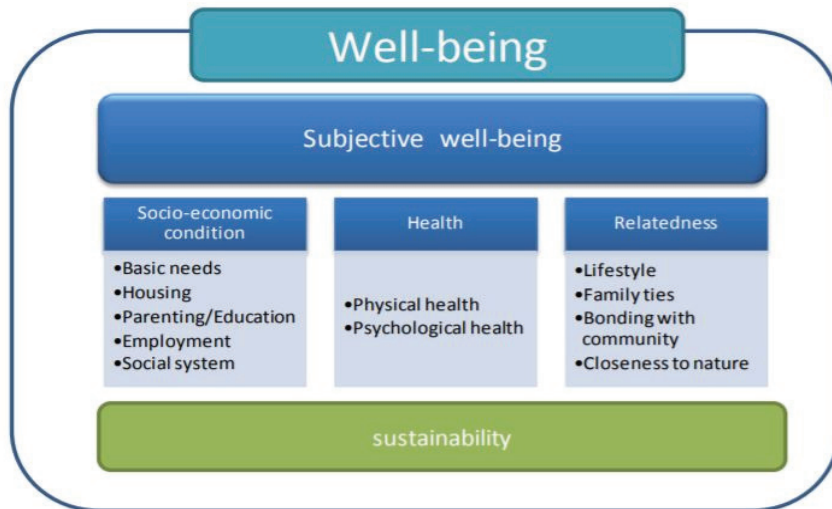 Well-being
Subjective well-being
Socio-economic
condition
•Basic needs
•Housing
•Parenting/Education
•Employment
•Social system
Health
•Physical health
•Psychological health
Relatedness
•Lifestyle
•Family ties
•Bonding with
community
•Closeness to nature
sustainability